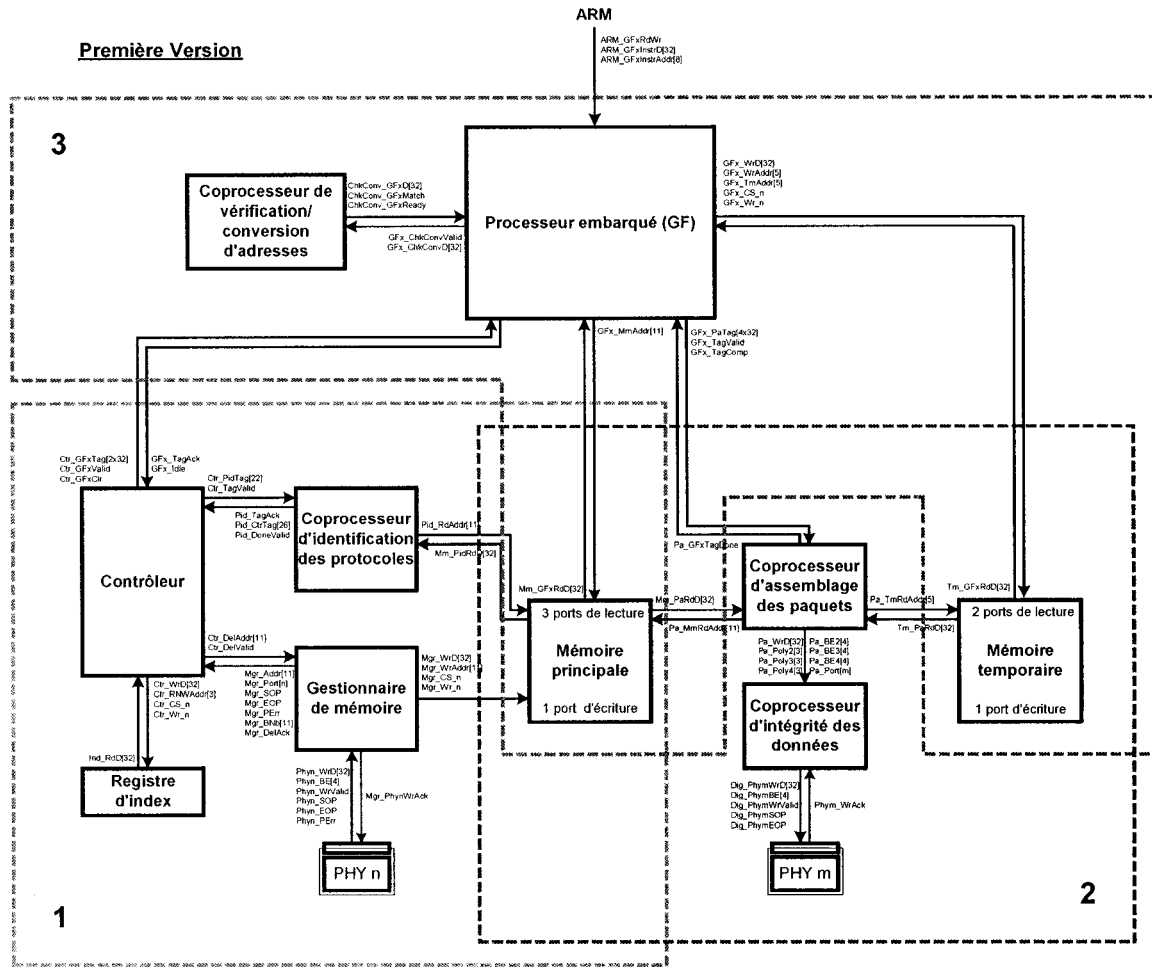 ARM
Première Version
ARM_GFxRdWr
ARM_GFxInstrD[32]
ARM_GFxInstrAddr[8]
3
Coprocesseur de
vérification/
conversion
d'adresses
ChkConv_GFxD[32]
ChkConv_GFxMatch
ChkConv_GFxReady
GFx_ChkConvValid
GFx_ChkConvD[32]
Processeur embarqué (GF)
GFx_WrD[32]
GFx_WrAddr[5]
GFx_TmAddr[5]
GFx_CS_n
GFx_Wr_n
GFx_MmAddr[11]
GFx_PaTag[4x32]
GFx_TagValid
GFx_TagComp
Ctr_GFxTag[2x32]
Ctr_GFxValid
Ctr_GFxClr
GFx_TagAck
GFx_Idle
Ctr_PidTag[22]
Ctr_TagValid
Pid_TagAck
Pid_CtrTag[26]
Pid_DoneValid
Contrôleur
Coprocesseur
d'identification
des protocoles
Pid_RdAddr[11]
Mm_PidRdD[32]
Mm_GFxRdD[32]
3 ports de lecture
Mémoire
principale
1 port d'écriture
Pa_GFxTagDone
Mm_PaRdD[32]
Pa_MmRdAddr[11]
Coprocesseur
d'assemblage
des paquets
Pa_TmRdAddr[5]
Tm_PaRdD[32]
Tm_GFxRdD[32]
2 ports de lecture
Mémoire
temporaire
1 port d'écriture
Ctr_DelAddr[11]
Ctr_DelValid
Mgr_Addr[11]
Mgr_Port[n]
Mgr_SOP
Mgr_EOP
Mgr_PErr
Mgr_BNb[11]
Mgr_DelAck
Gestionnaire
de mémoire
Mgr_WrD[32]
Mgr_WrAddr[11]
Mgr_CS_n
Mgr_Wr_n
Pa_WrD[32]
Pa_Poly2[3]
Pa_Poly3[3]
Pa_Poly4[3]
Pa_BE2[4]
Pa_BE3[4]
Pa_BE4[4]
Pa_Port[m]
Coprocesseur
d'intégrité des
données
Ctr_WrD[32]
Ctr_RNWAddr[3]
Ctr_CS_n
Ctr_Wr_n
Ind_RdD[32]
Registre
d'index
Phyn_WrD[32]
Phyn_BE[4]
Phyn_WrValid
Phyn_SOP
Phyn_EOP
Phyn_PErr
Mgr_PhynWrAck
PHY n
Dig_PhymWrD[32]
Dig_PhymBE[4]
Dig_PhymWrValid
Dig_PhymSOP
Dig_PhymEOP
Phym_WrAck
PHY m
1
2